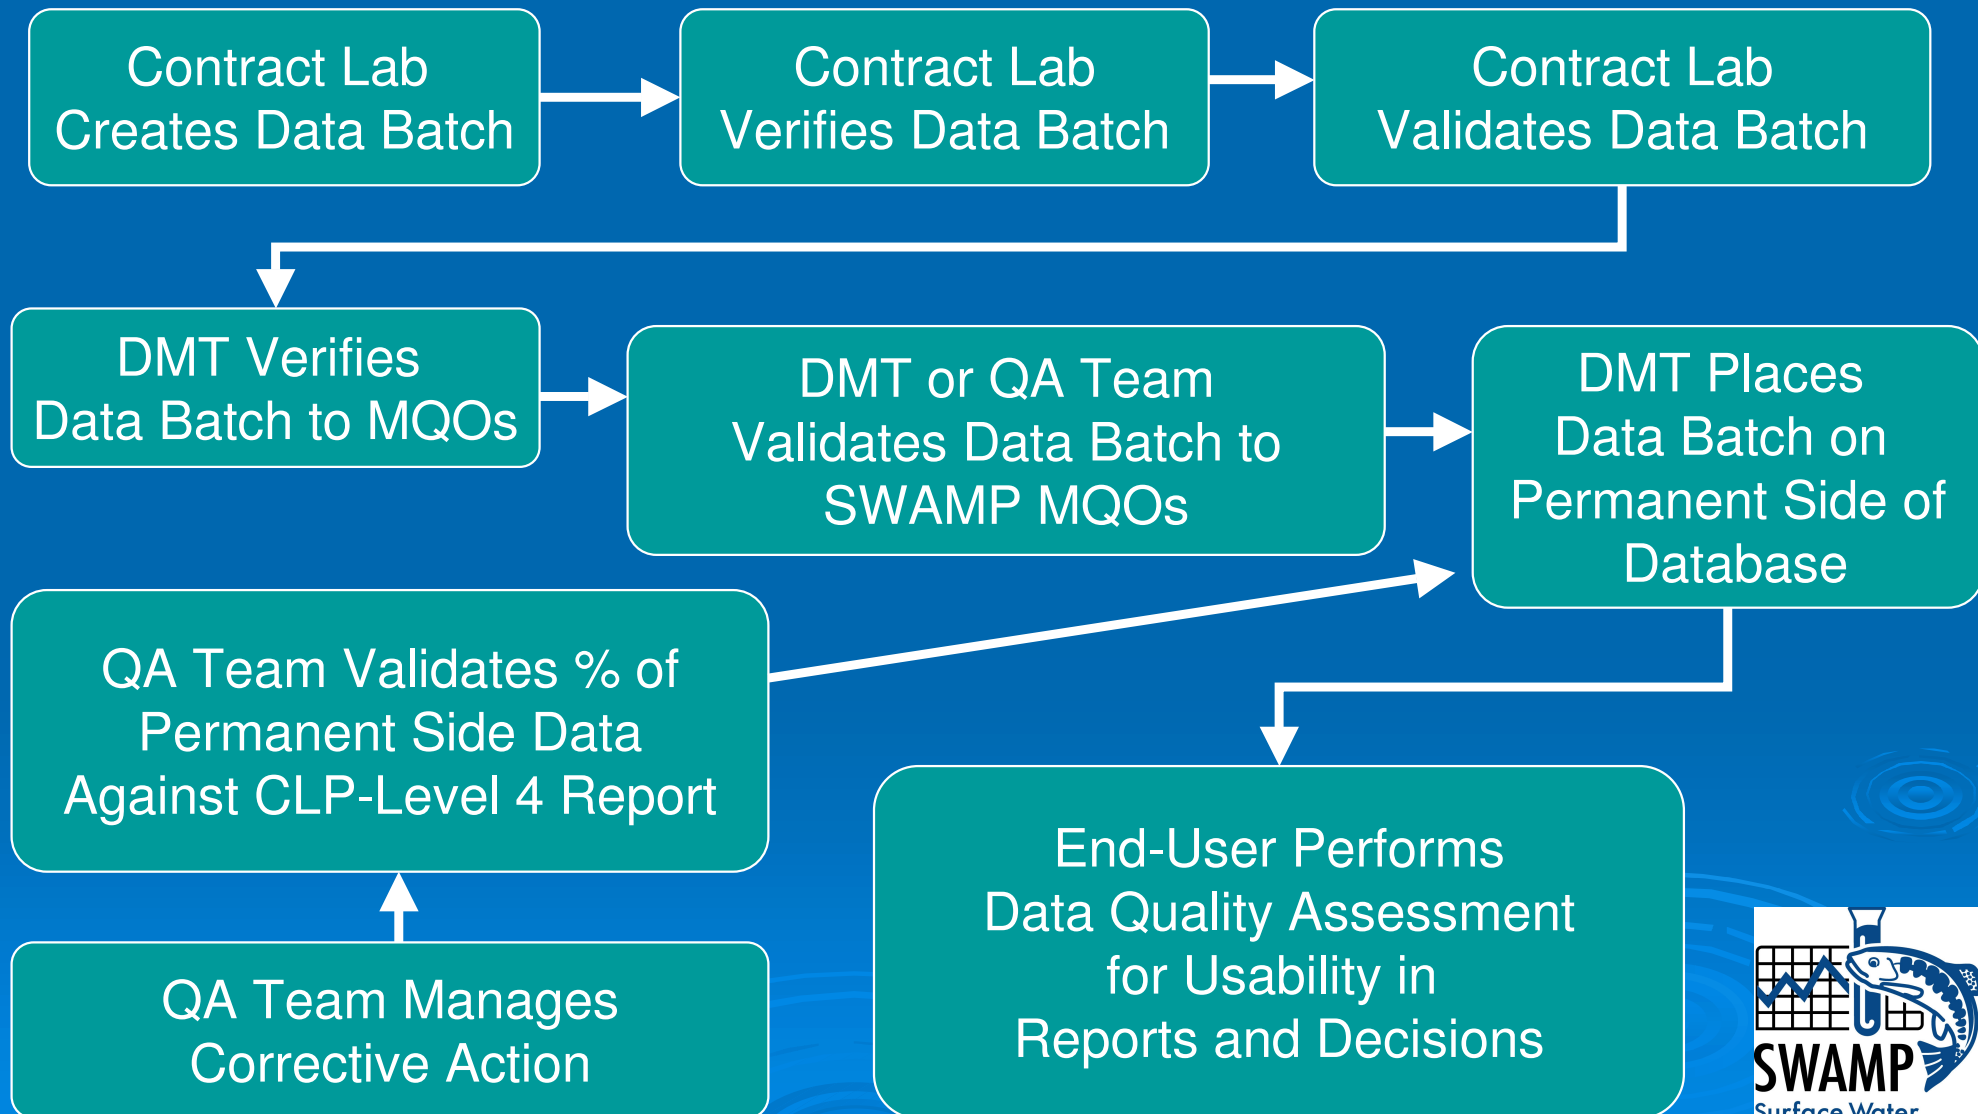 Contract Lab
Creates Data Batch
Contract Lab
Verifies Data Batch
Contract Lab
Validates Data Batch
DMT Verifies
Data Batch to MQOs
DMT or QA Team
Validates Data Batch to
SWAMP MQOs
DMT Places
Data Batch on
Permanent Side of
Database
QA Team Validates % of
Permanent Side Data
Against CLP-Level 4 Report
End-User Performs
Data Quality Assessment
for Usability in
Reports and Decisions
QA Team Manages
Corrective Action
SWAMP
Surface Water